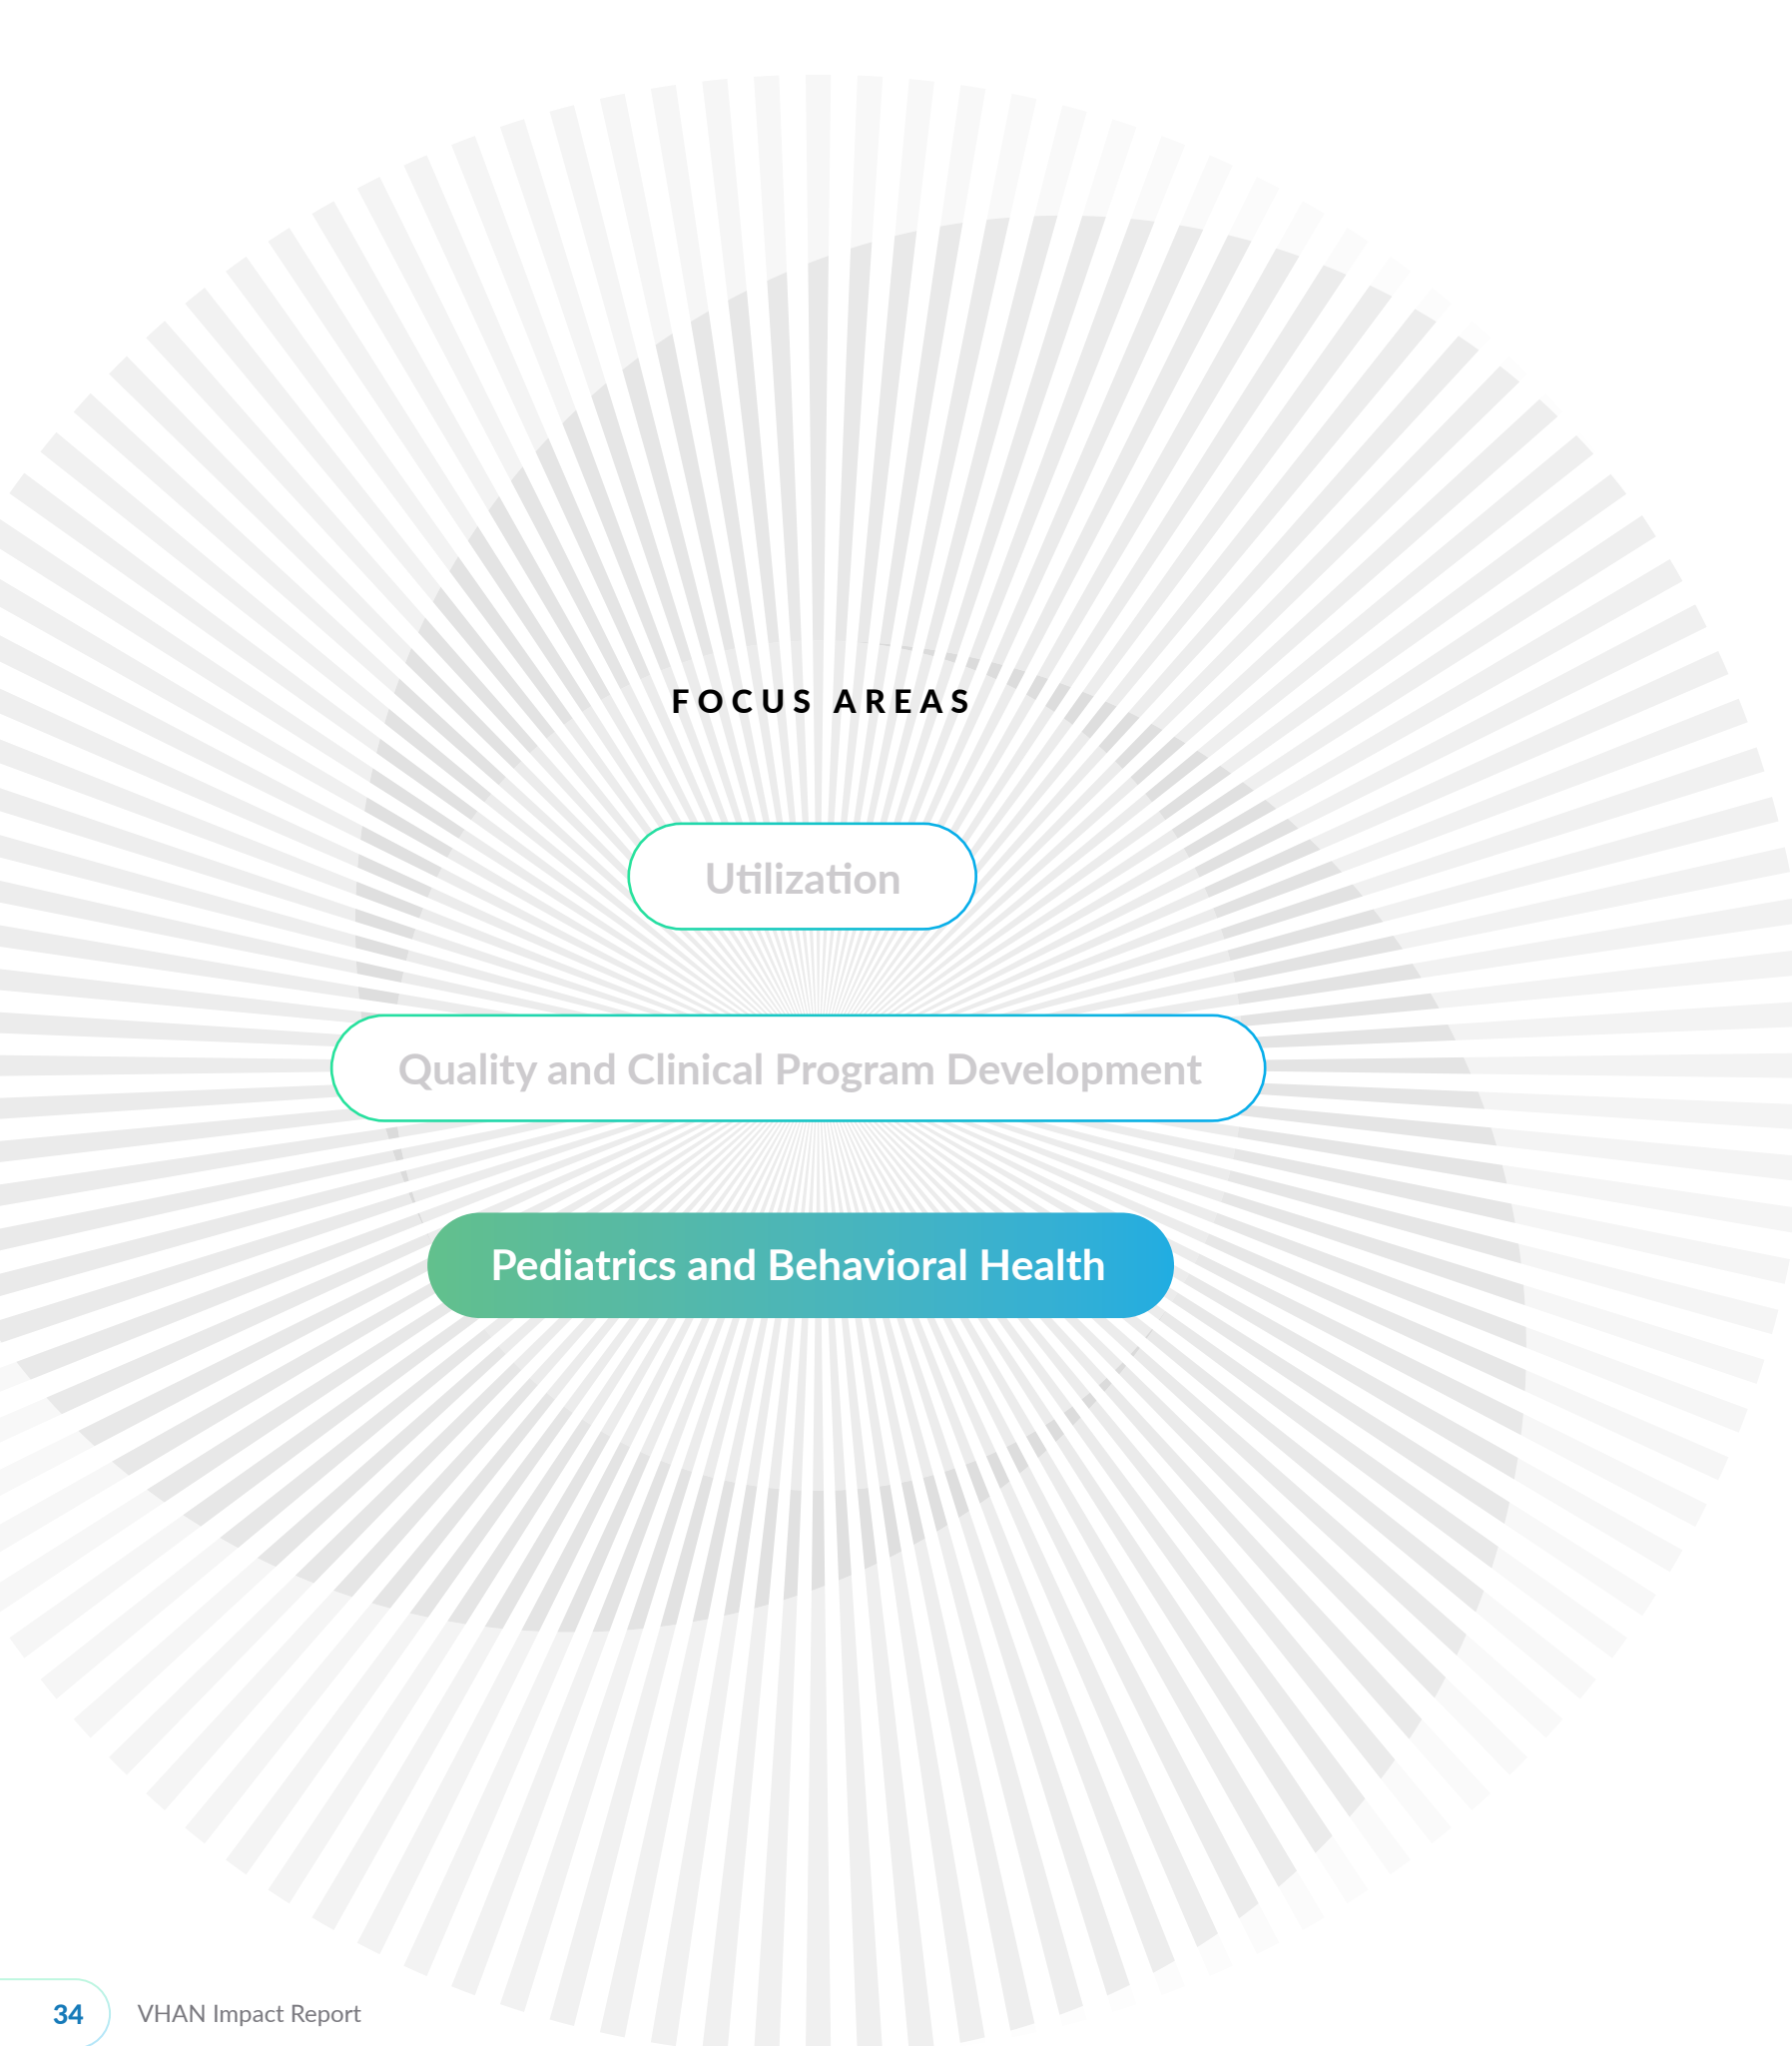 FOCUS AREAS
Utilization
Quality and Clinical Program Development
Pediatrics and Behavioral Health
34 VHAN Impact Report